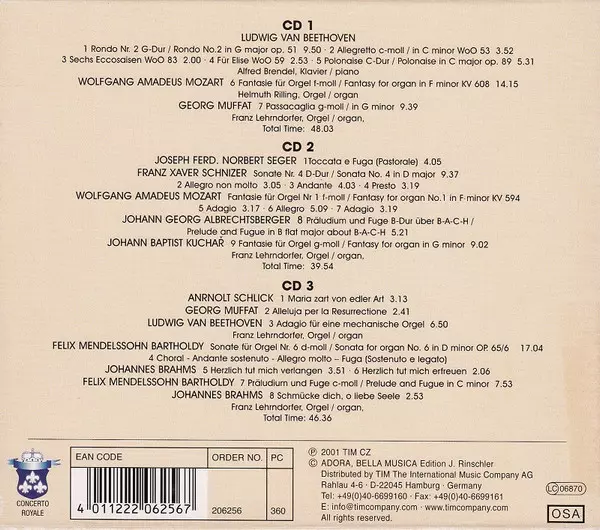 CD 1
LUDWIG VAN BEETHOVEN
1 Rondo Nr. 2 G-Dur / Rondo No.2 in G major op. 51 9.50 · 2 Allegretto c-moll / in C minor WoO 53 3.52
3 Sechs Eccosaisen WoO 83 2.00 · 4 Für Elise WoO 59 2.53 · 5 Polonaise C-Dur / Polonaise in C major op. 89 5.31
Alfred Brendel, Klavier / piano
WOLFGANG AMADEUS MOZART 6 Fantasie für Orgel f-moll / Fantasy for organ in F minor KV 608 14.15
Helmuth Rilling, Orgel / organ
GEORG MUFFAT 7 Passacaglia g-moll / in G minor 9.39
Franz Lehrndorfer, Orgel / organ,
Total Time: 48.03
CD 2
JOSEPH FERD. NORBERT SEGER 1Toccata e Fuga (Pastorale) 4.05
FRANZ XAVER SCHNIZER Sonate Nr. 4 D-Dur / Sonata No. 4 in D major 9.37
2 Allegro non molto 3.05 · 3 Andante 4.03 · 4 Presto 3.19
WOLFGANG AMADEUS MOZART Fantasie für Orgel Nr 1 f-moll / Fantasy for organ No.1 in F-minor KV 594
5 Adagio 3.17 · 6 Allegro 5.09 · 7 Adagio 3.19
JOHANN GEORG ALBRECHTSBERGER 8 Präludium und Fuge B-Dur über B-A-C-H /
Prelude and Fugue in B flat major about B-A-C-H 5.21
JOHANN BAPTIST KUCHAŘ 9 Fantasie für Orgel g-moll / Fantasy for organ in G minor 9.02
Franz Lehrndorfer, Orgel / organ,
Total Time: 39.54
CD 3
ANRNOLT SCHLICK 1 Maria zart von edler Art 3.13
GEORG MUFFAT 2 Alleluja per la Resurrectione 2.41
LUDWIG VAN BEETHOVEN 3 Adagio für eine mechanische Orgel 6.50
Franz Lehrndorfer, Orgel / organ,
FELIX MENDELSSOHN BARTHOLDY Sonate für Orgel Nr. 6 d-moll / Sonata for organ No. 6 in D minor OP. 65/6 17.04
4 Choral - Andante sostenuto - Allegro molto – Fuga (Sostenuto e legato)
JOHANNES BRAHMS 5 Herzlich tut mich verlangen 3.51 · 6 Herzlich tut mich erfreuen 2.06
FELIX MENDELSSOHN BARTHOLDY 7 Präludium und Fuge c-moll / Prelude and Fugue in C minor 7.53
JOHANNES BRAHMS 8 Schmücke dich, o liebe Seele 2.53
Franz Lehrndorfer, Orgel / organ,
Total Time: 46.36
CONCERTO
ROYALE
EAN CODE
4 011222 062567
ORDER NO.
206256
PC
360
Ⓟ 2001 TIM CZ
© ADORA, BELLA MUSICA Edition J. Rinschler
Distributed by TIM The International Music Company AG
Rahlau 4-6 · D-22045 Hamburg · Germany
Tel: +49(0)40-6699160 · Fax: +49(0)40-6699161
E: info@timcompany.com · www.timcompany.com
LC 06870
OSA